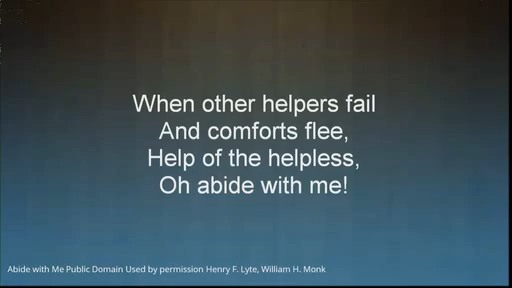 When other helpers fail
And comforts flee,
Help of the helpless,
Oh abide with me!
Abide with Me Public Domain Used by permission Henry F. Lyte, William H. Monk